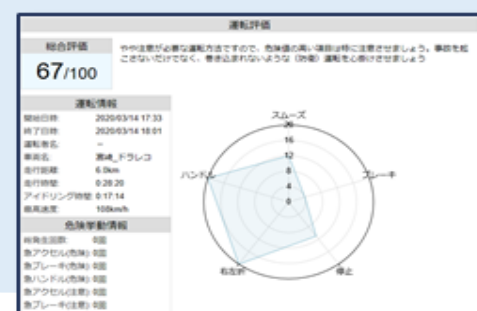 運転評価
総合評価
67/100
やや注意が必要な運転方法ですので、危険値の高い項目は特に注意させましょう。事故を起
こさないだけでなく、巻き込まれないような（防衛）運転を心掛けさせましょう
運転情報
開始日時: 2020/03/14 17:33
終了日時: 2020/03/14 18:01
運転者名: --
車両名: ドラレコ
走行距離: 6.0km
走行時間: 0:28:20
アイドリング時間: 0:17:14
最高速度: 108km/h
危険挙動情報
総発生回数: 0回
急アクセル(危険): 0回
急ブレーキ(危険): 0回
急ハンドル(危険): 0回
急アクセル(注意): 0回
急ブレーキ(注意): 0回
スムーズ
20
16
12
8
4
0
ブレーキ
停止
右左折
ハンドル